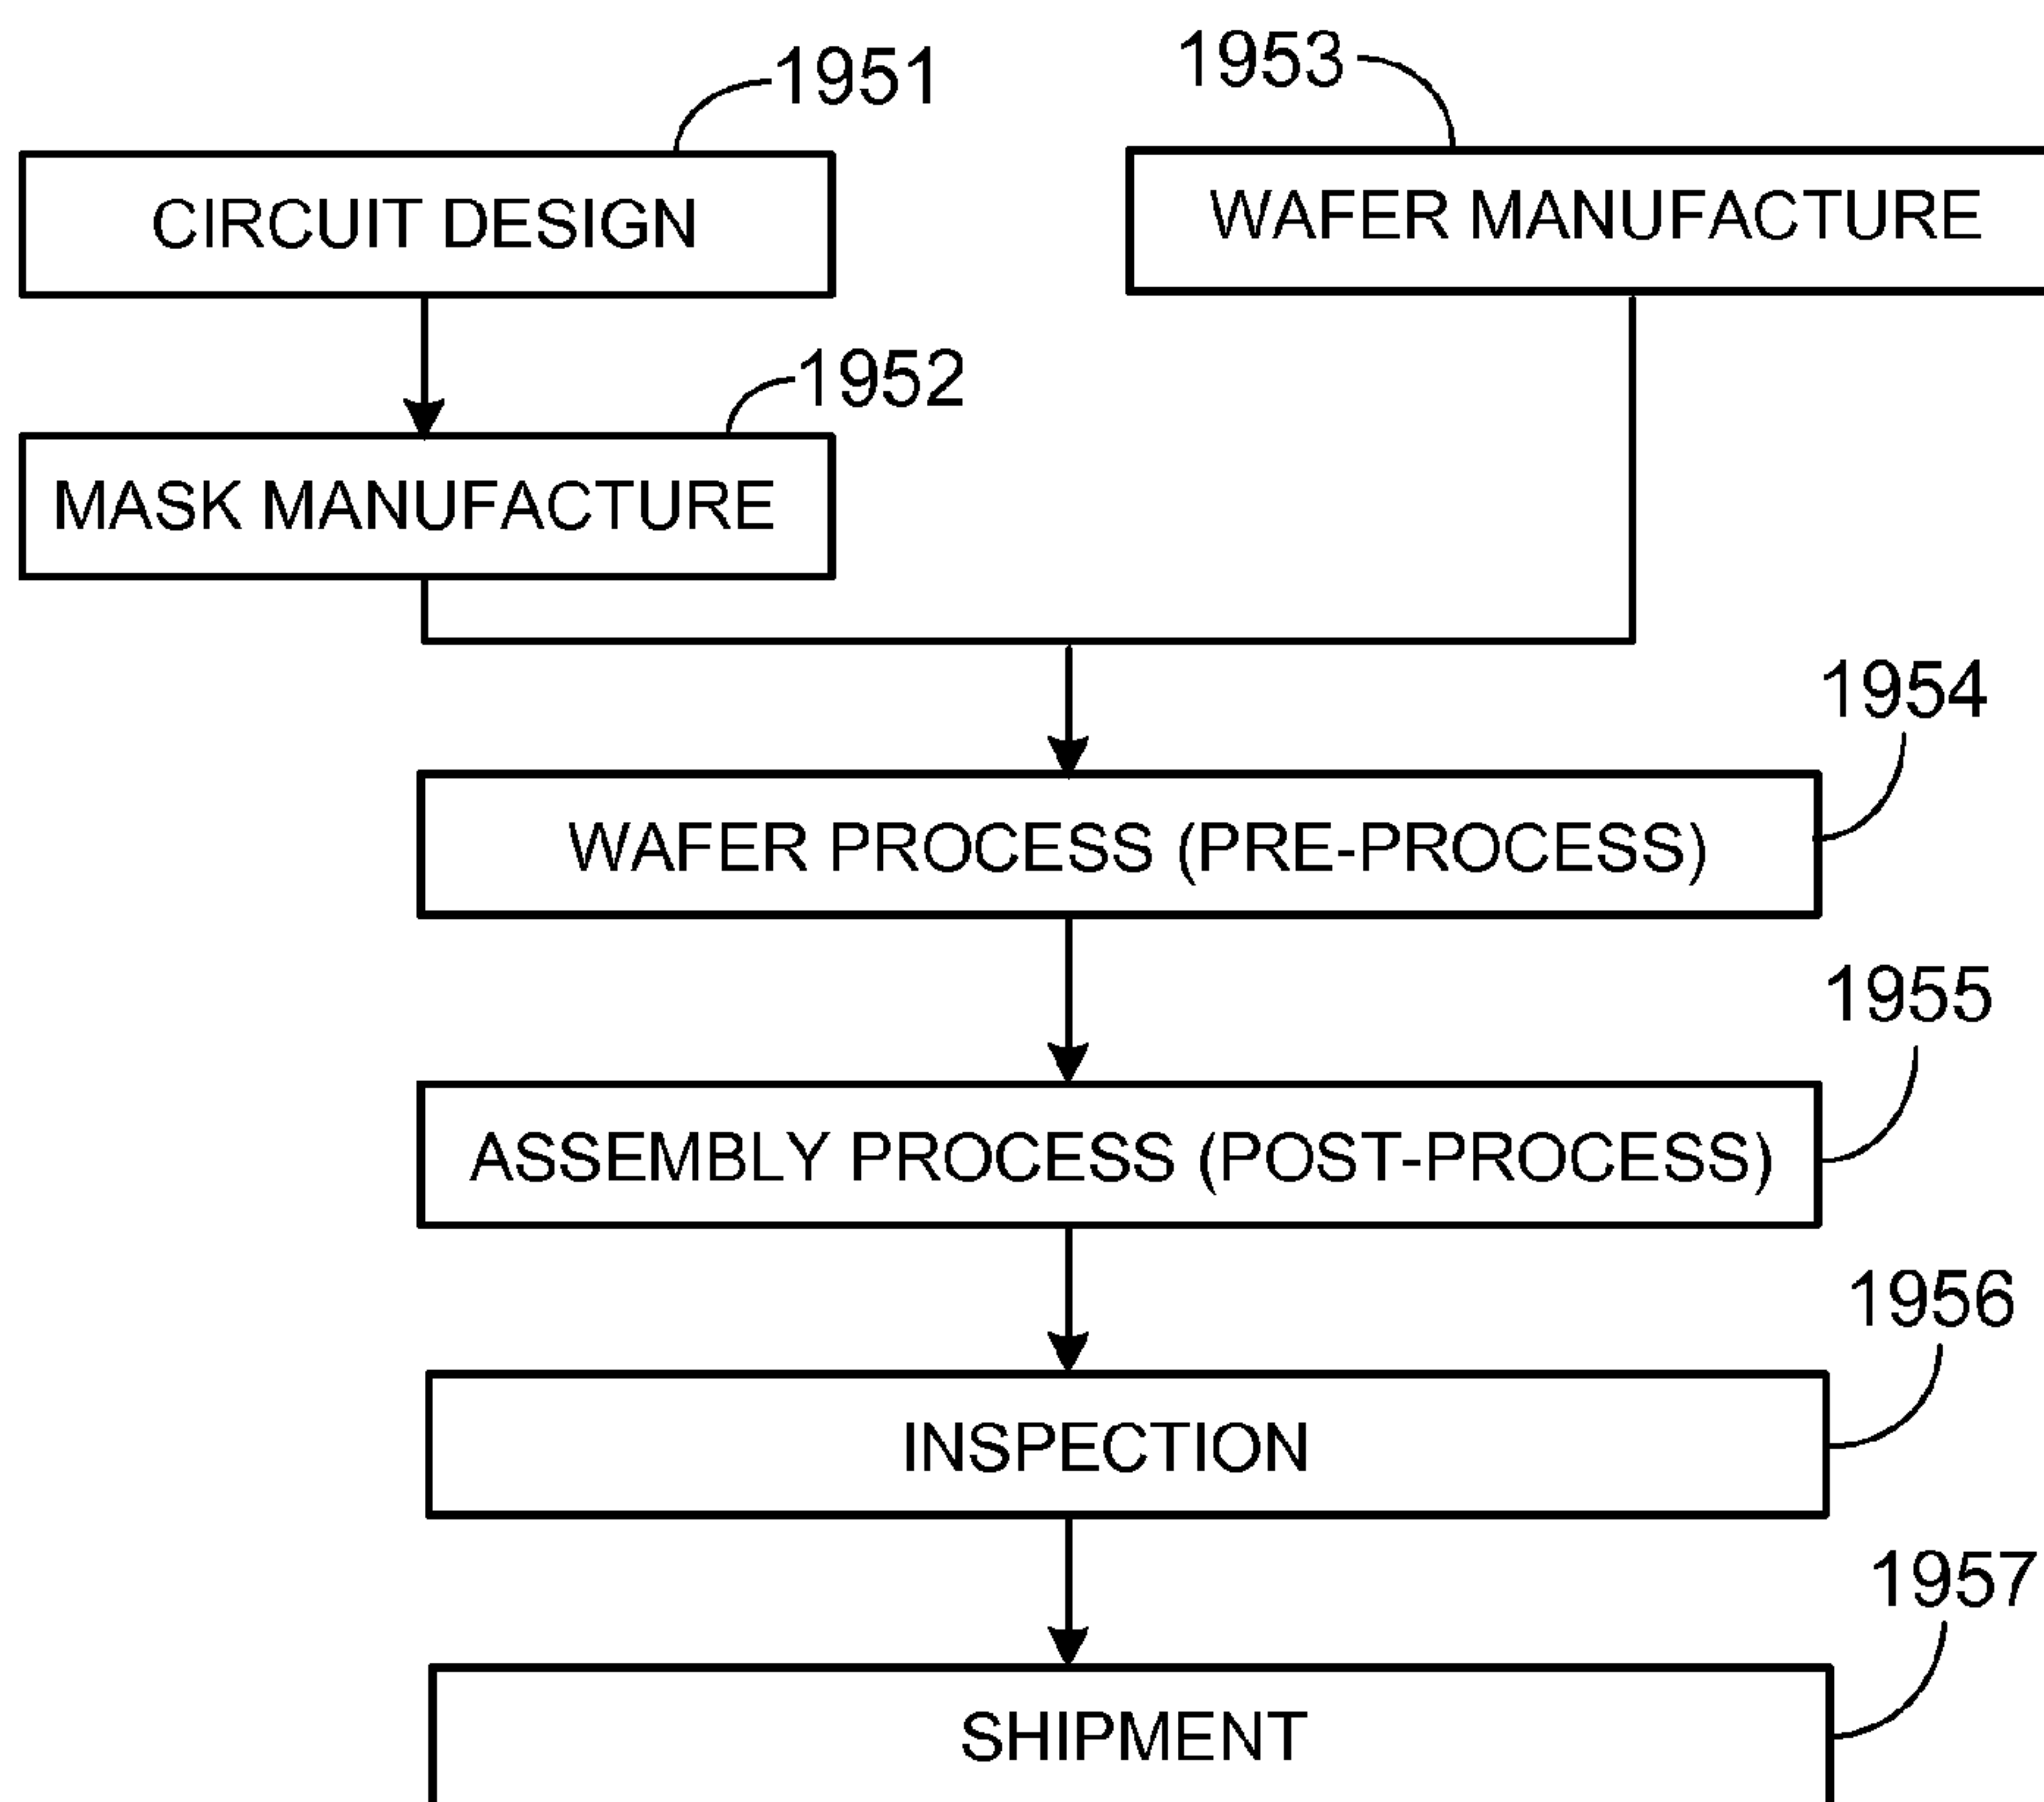 1951
1953
CIRCUIT DESIGN
WAFER MANUFACTURE
1952
MASK MANUFACTURE
1954
WAFER PROCESS (PRE-PROCESS)
1955
ASSEMBLY PROCESS (POST-PROCESS)
1956
INSPECTION
1957
SHIPMENT